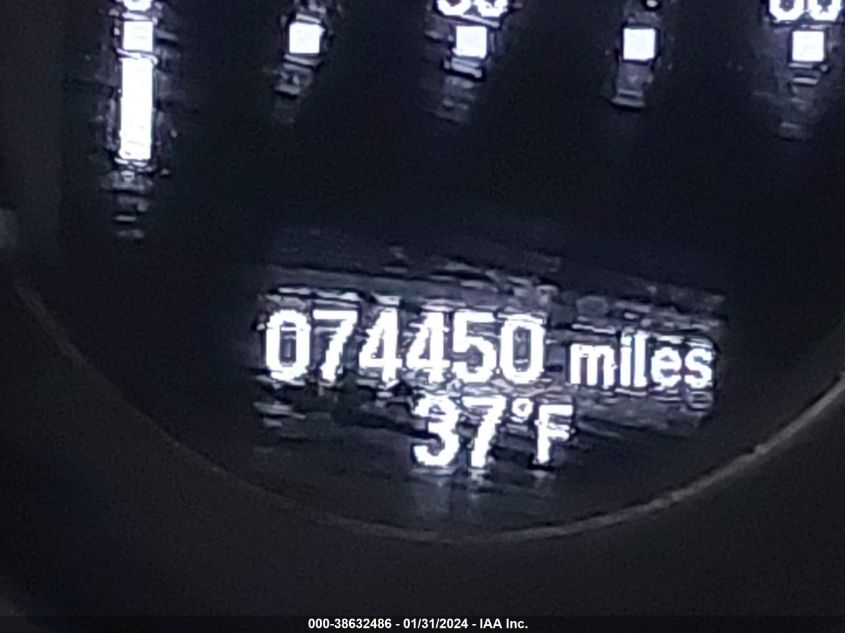 074450 miles
37°F
000-38632486 - 01/31/2024 - IAA Inc.